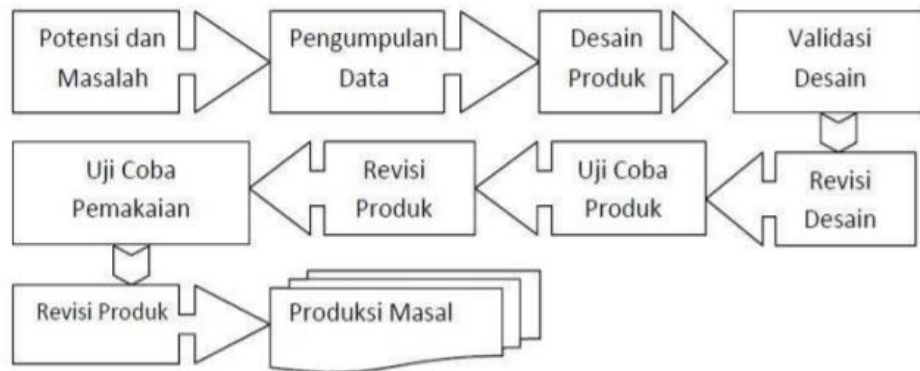 Potensi dan
Masalah
Pengumpulan
Data
Desain
Produk
Validasi
Desain
Revisi
Desain
Uji Coba
Produk
Revisi
Produk
Uji Coba
Pemakaian
Revisi Produk
Produksi Masal